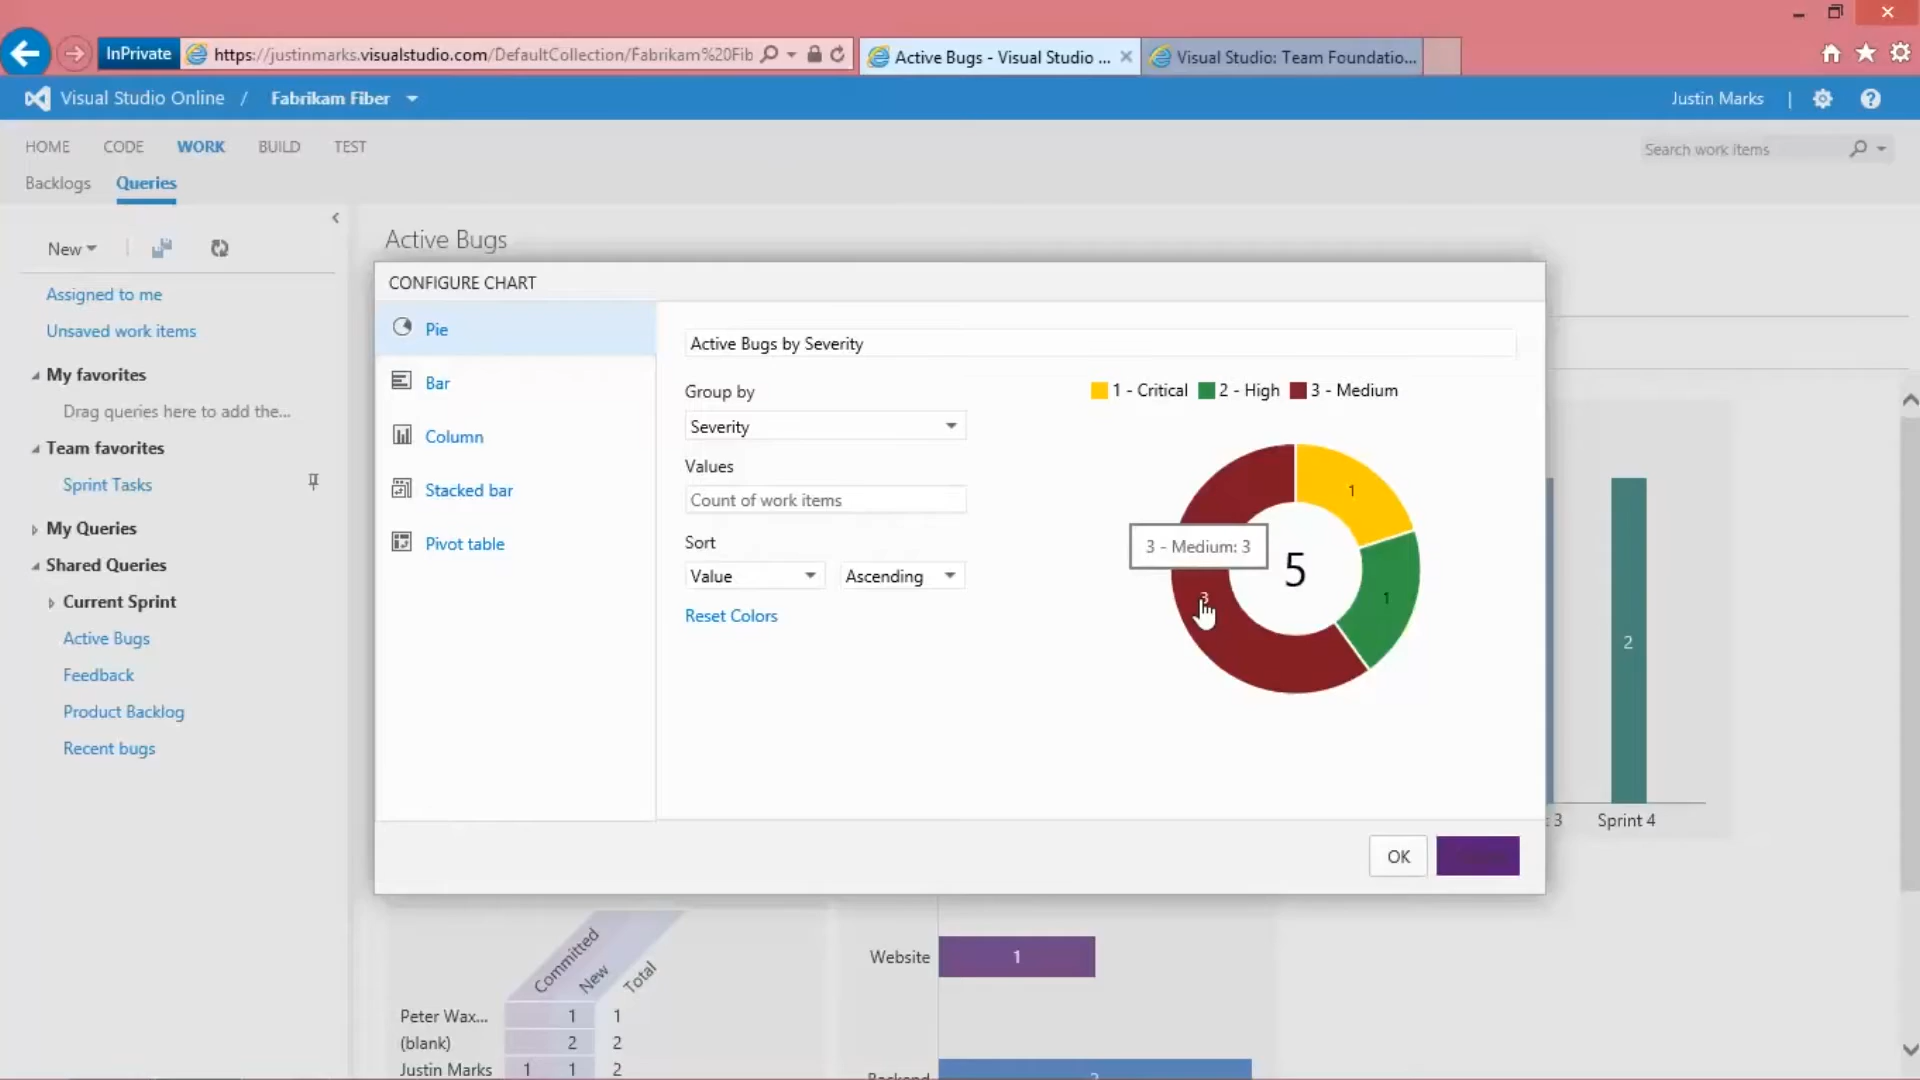 InPrivate
https://justinmarks.visualstudio.com/DefaultCollection/Fabrikam%20Fib
Active Bugs - Visual Studio ...
Visual Studio: Team Foundatio...
Visual Studio Online / Fabrikam Fiber
Justin Marks |
HOME CODE WORK BUILD TEST
Search work items
Backlogs Queries
New
Active Bugs
Assigned to me
Unsaved work items
My favorites
Drag queries here to add the...
Team favorites
Sprint Tasks
My Queries
Shared Queries
Current Sprint
Active Bugs
Feedback
Product Backlog
Recent bugs
CONFIGURE CHART
Pie
Bar
Column
Stacked bar
Pivot table
Active Bugs by Severity
Group by
Severity
Values
Count of work items
Sort
Value Ascending
Reset Colors
1 - Critical 2 - High 3 - Medium
1
3 - Medium: 3
5
3
1
OK
2
3 Sprint 4
Committed
New
Total
Peter Wax... 1 1
(blank) 2 2
Justin Marks 1 1 2
Website 1